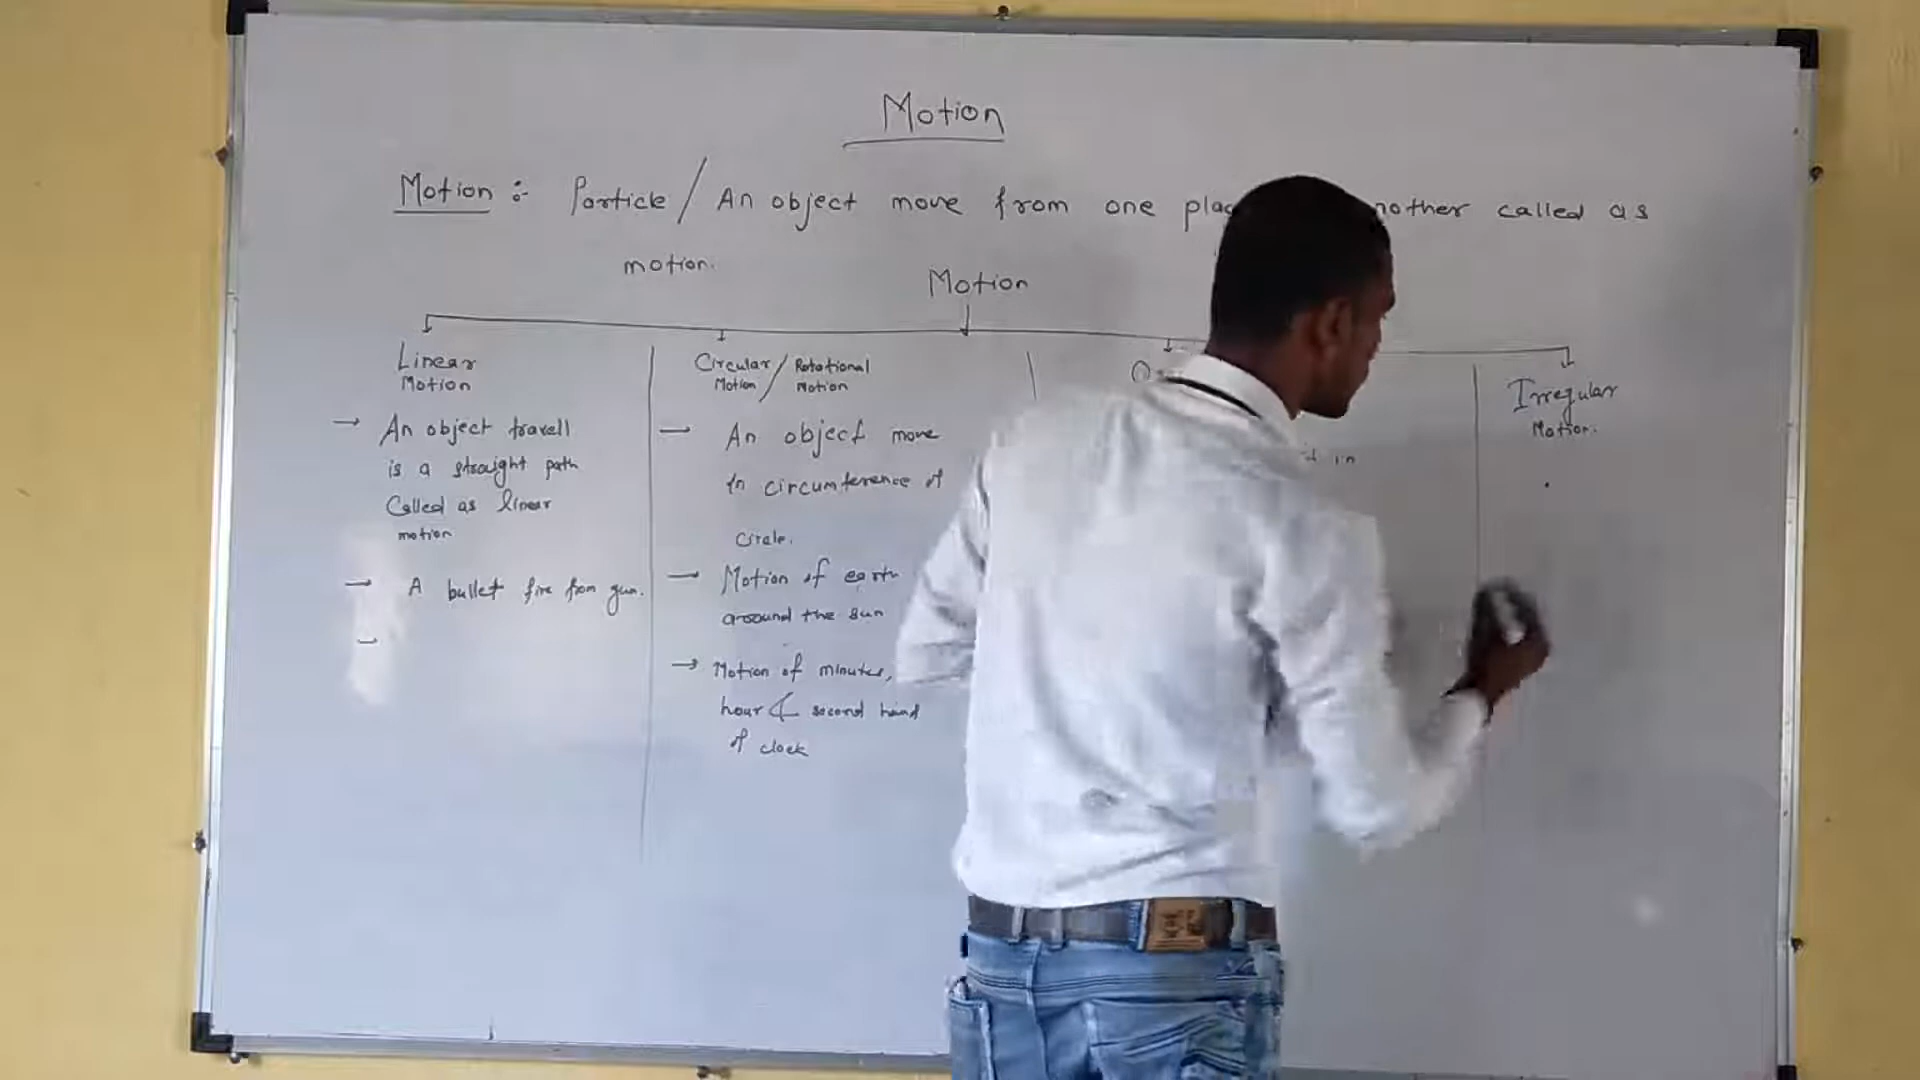 Motion
Motion :- Particle / An object move from one plac nother called as
motion.
Motion
Linear
Motion
→ An object travell
is a straight path
Called as linear
motion
→ A bullet fire from gun.
Circular / Rotational
Motion / Motion
→ An object move
in circumference of
Circle.
→ Motion of earth
around the sun
→ Motion of minutes,
hour & second hand
of clock
in
Irregular
Motion.